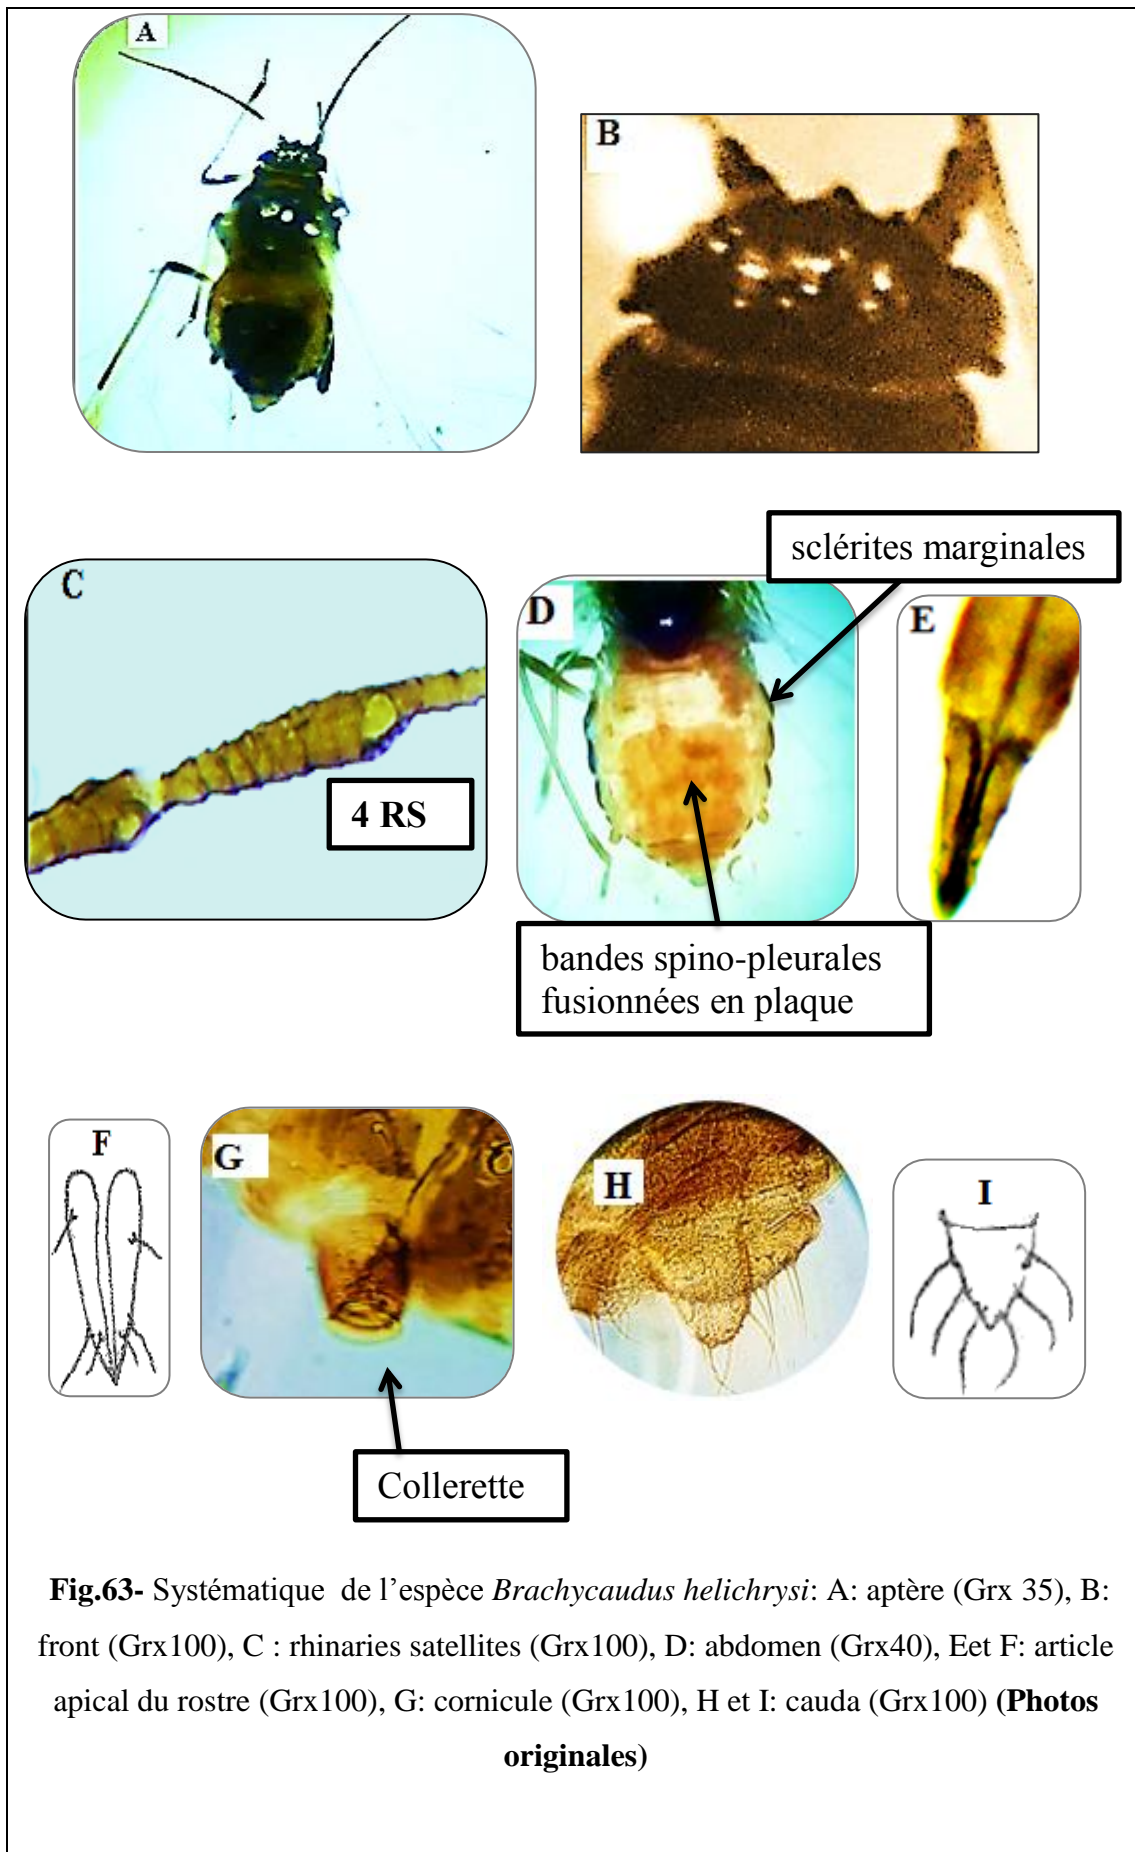 A
B
sclérites marginales
C
D
E
4 RS
bandes spino-pleurales
fusionnées en plaque
F
G
H
I
Collerette
Fig.63- Systématique de l'espèce Brachycaudus helichrysi: A: aptère (Grx 35), B:
front (Grx100), C : rhinaries satellites (Grx100), D: abdomen (Grx40), Eet F: article
apical du rostre (Grx100), G: cornicule (Grx100), H et I: cauda (Grx100) (Photos
originales)